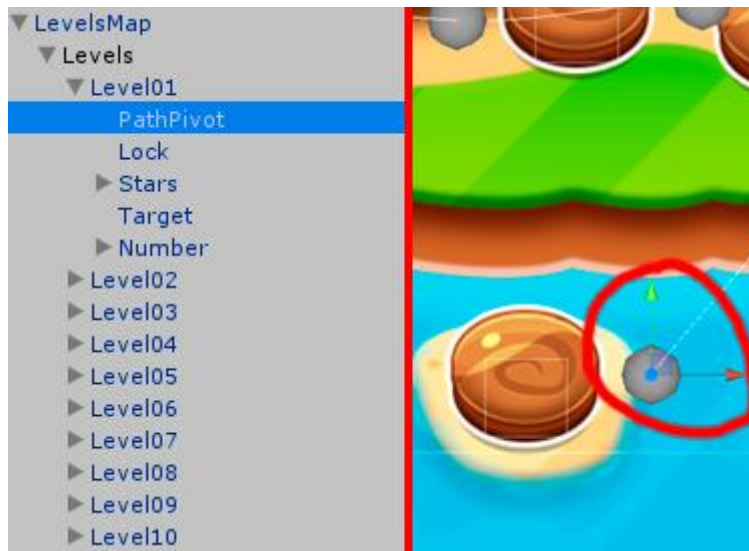 LevelsMap
Levels
Level01
PathPivot
Lock
Stars
Target
Number
Level02
Level03
Level04
Level05
Level06
Level07
Level08
Level09
Level10